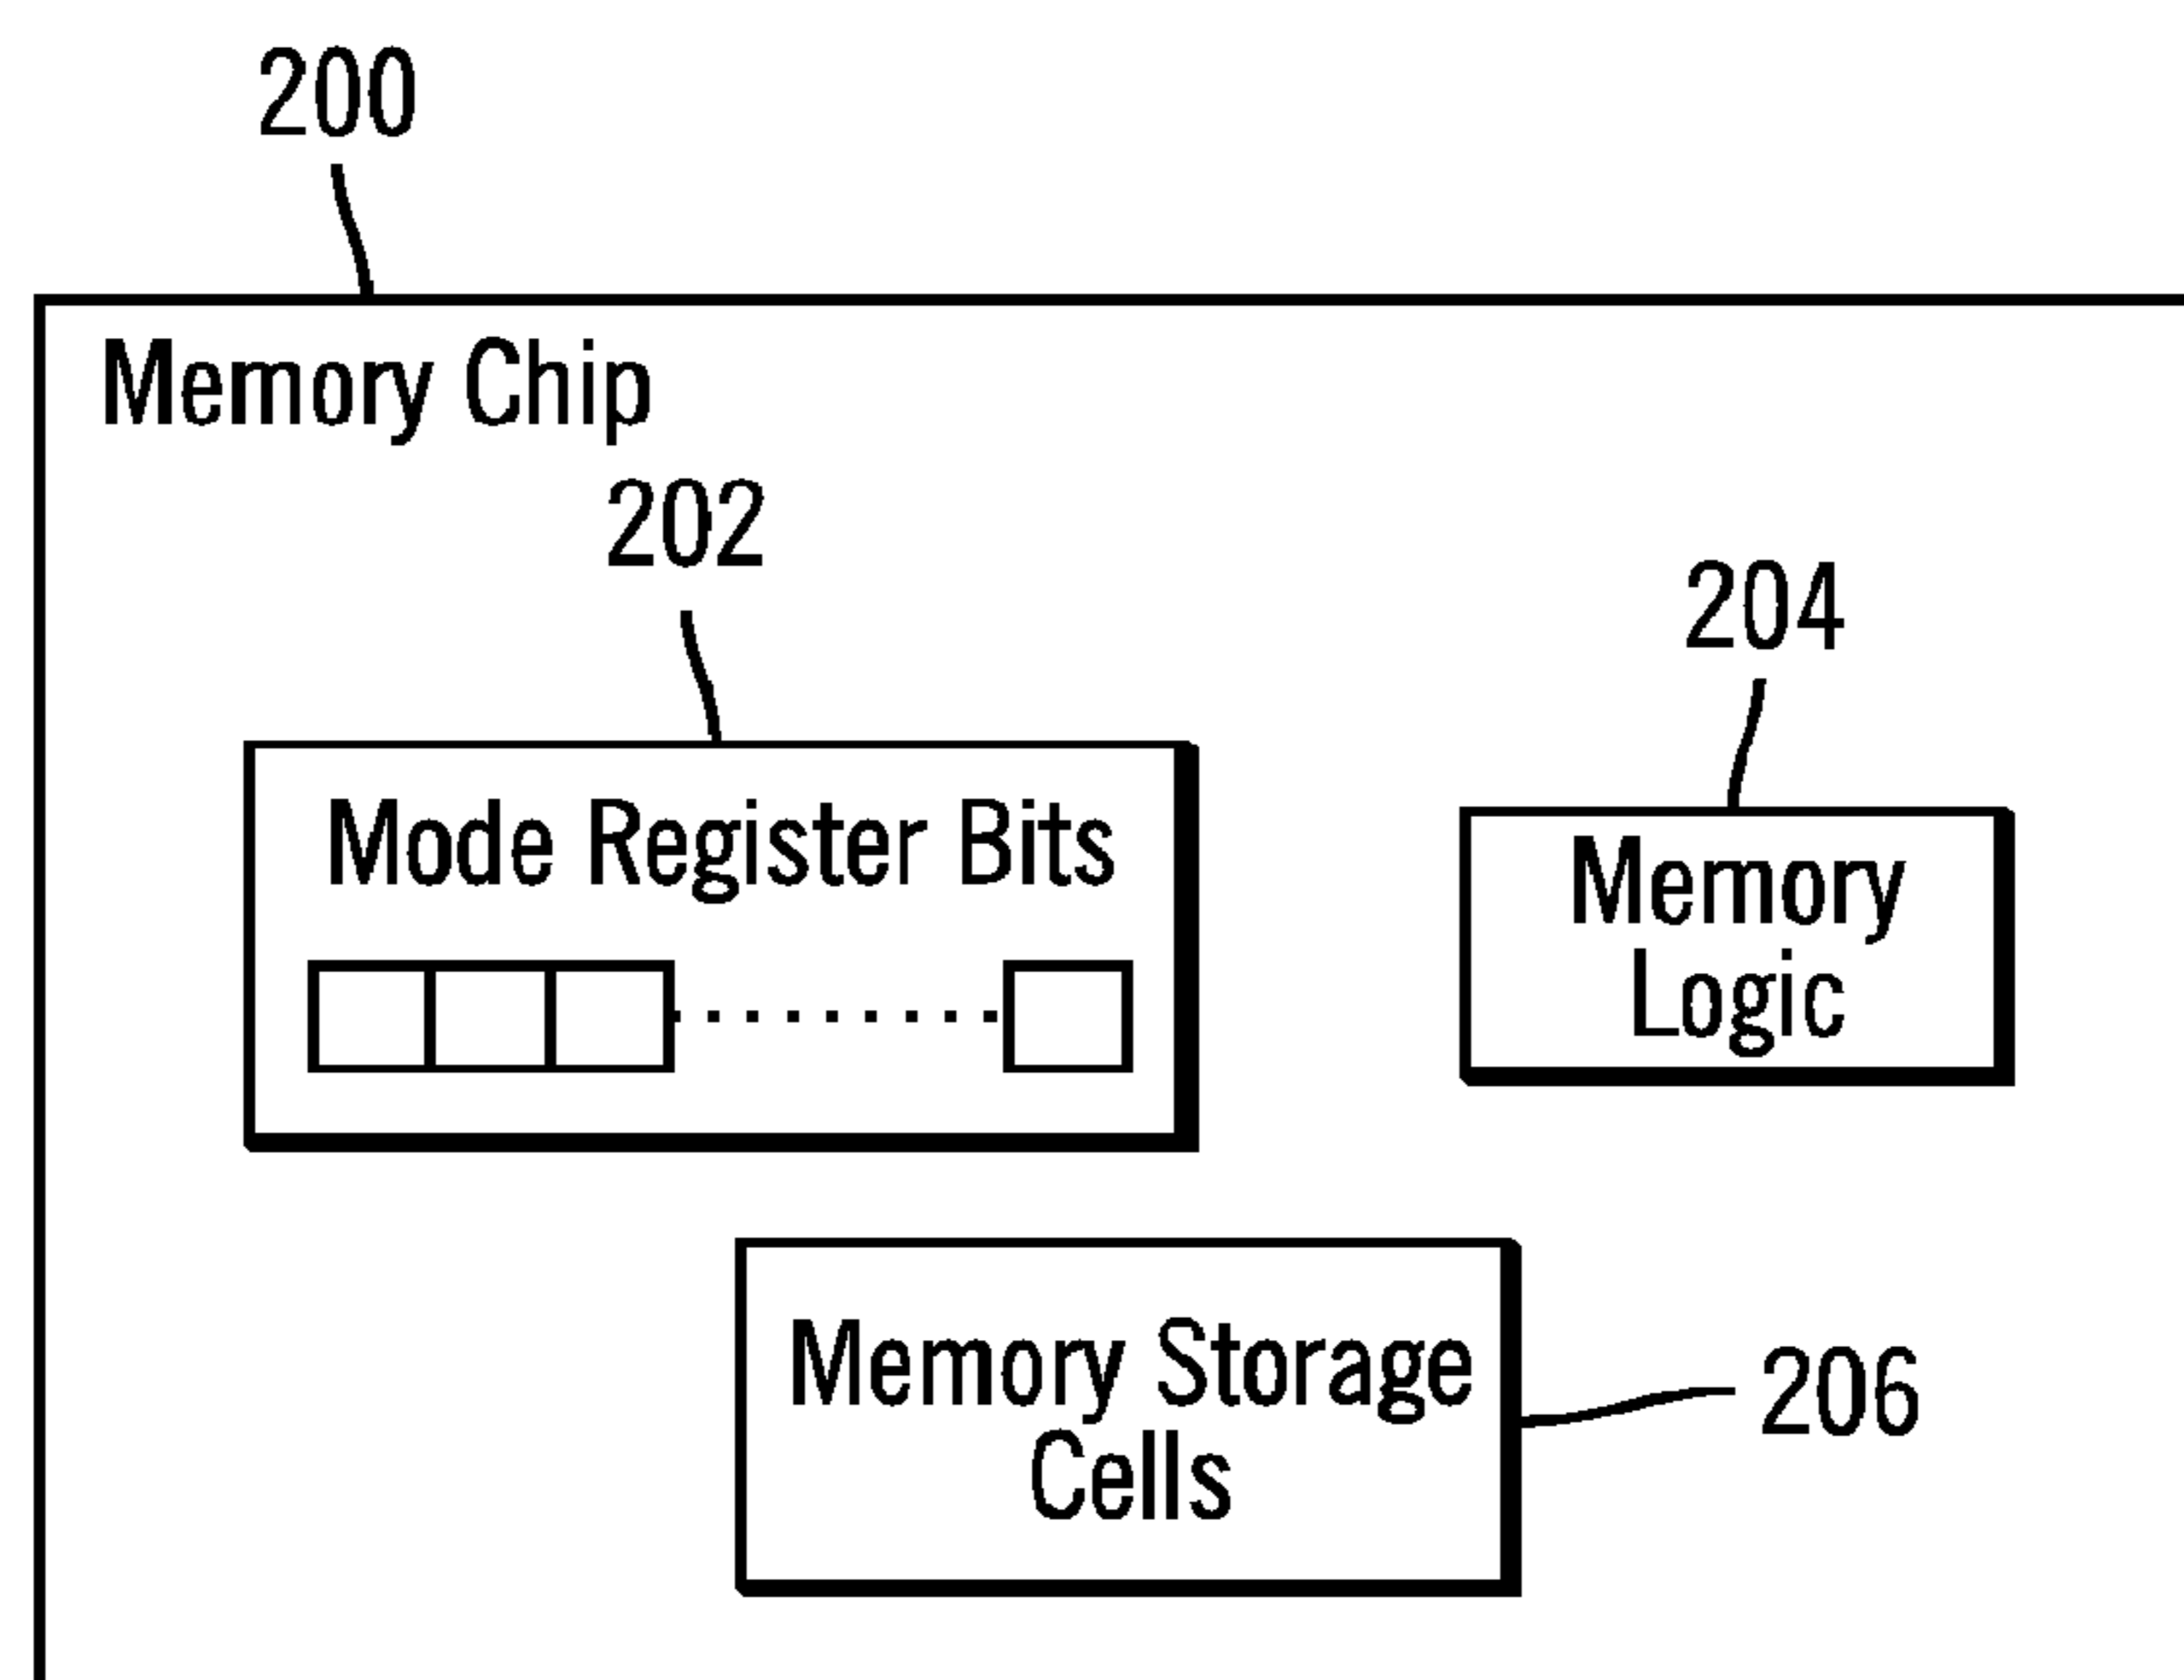 200
Memory Chip
202
204
Mode Register Bits
Memory
Logic
Memory Storage
Cells
206